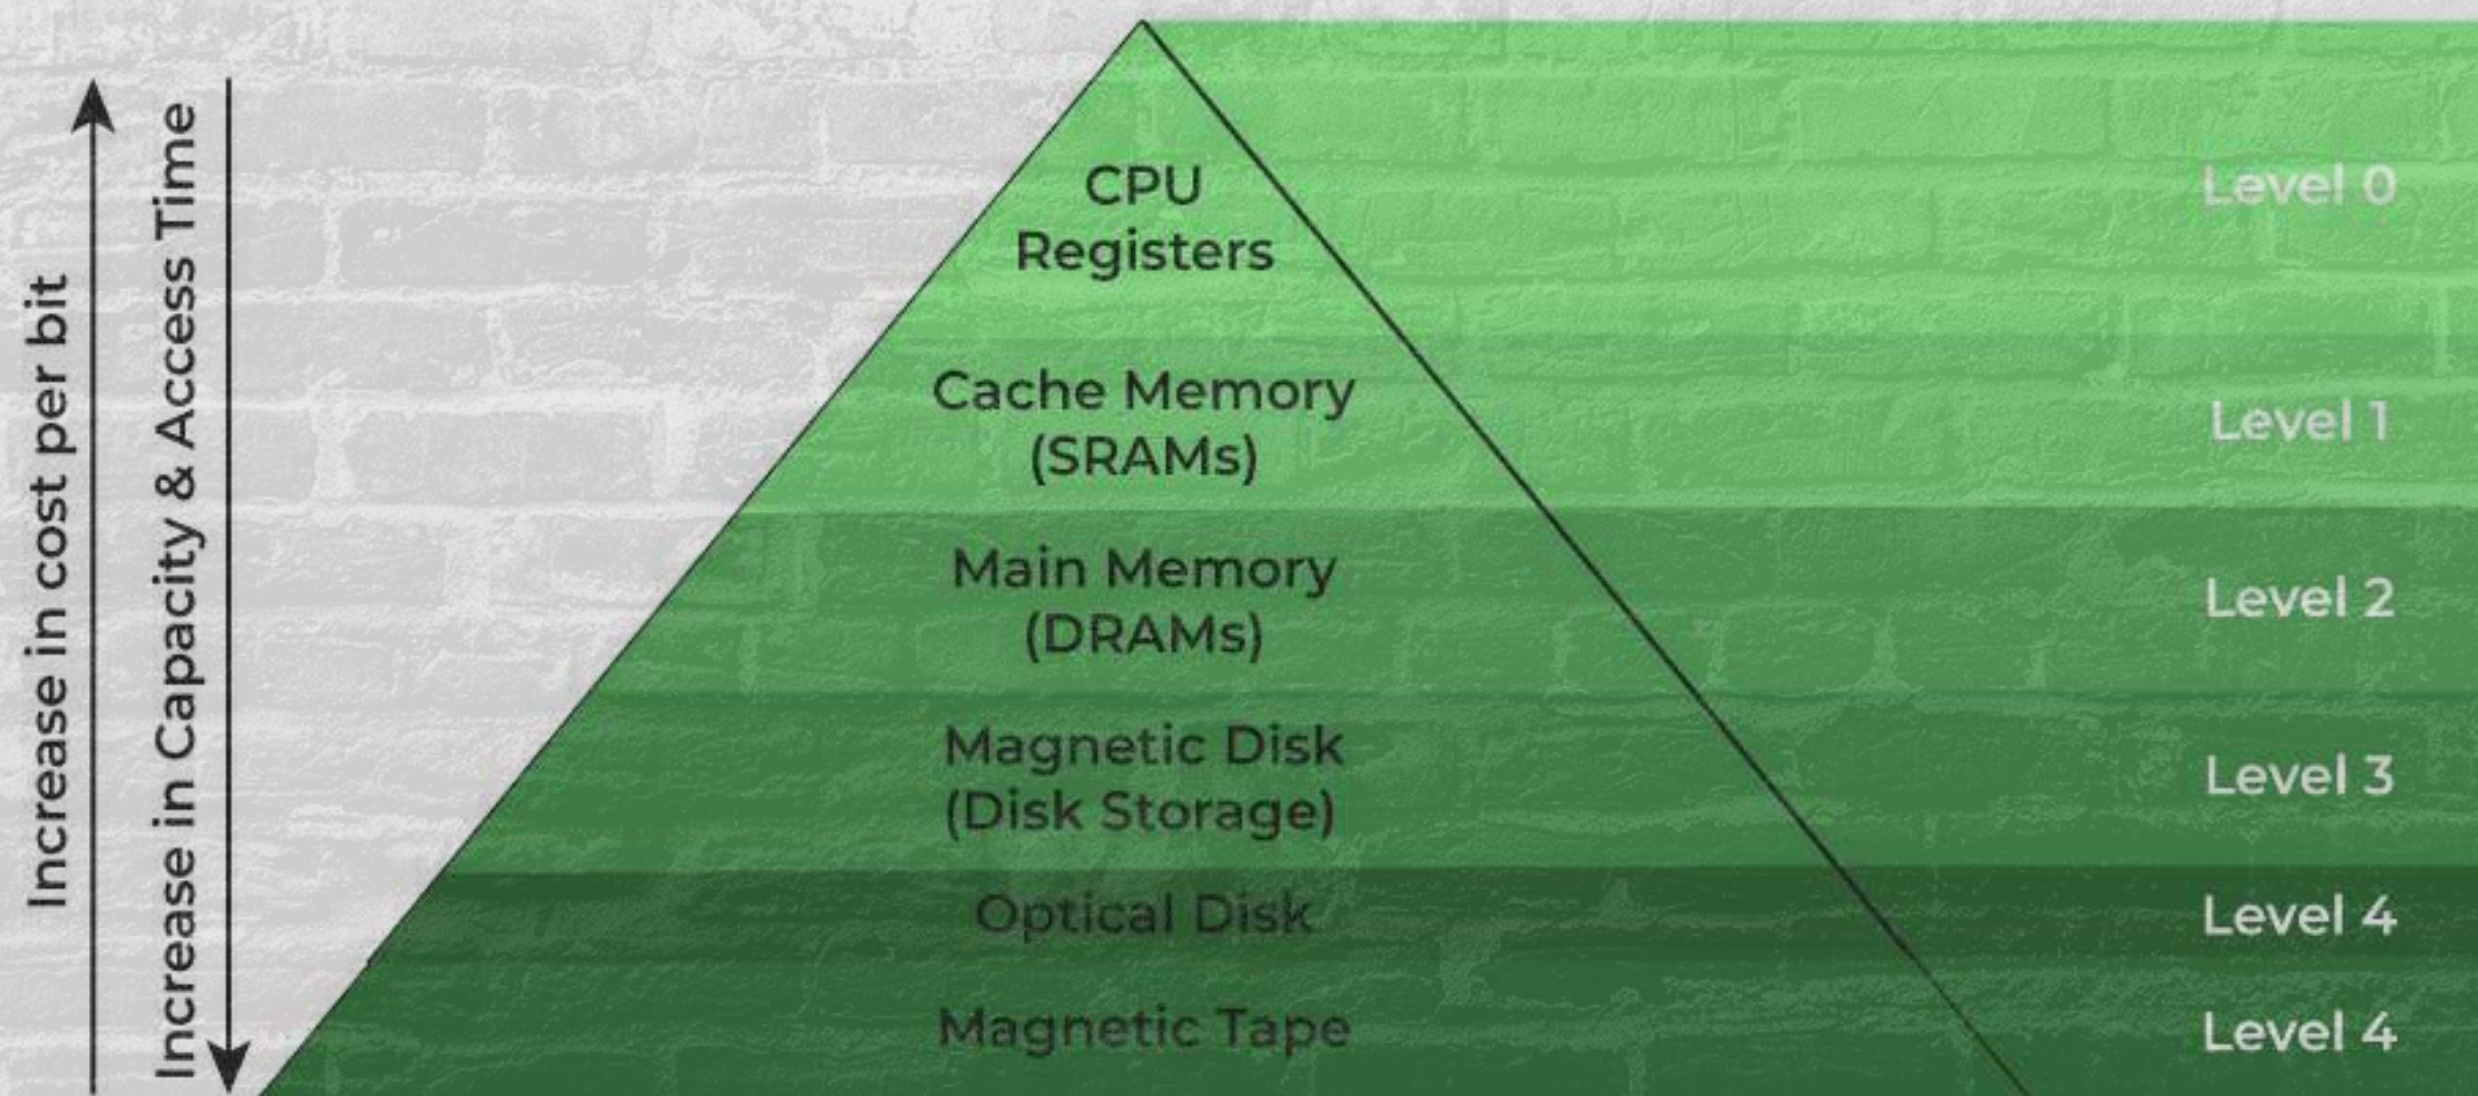 Increase in cost per bit
Increase in Capacity & Access Time
CPU
Registers
Level 0
Cache Memory
(SRAMs)
Level 1
Main Memory
(DRAMs)
Level 2
Magnetic Disk
(Disk Storage)
Level 3
Optical Disk
Level 4
Magnetic Tape
Level 4